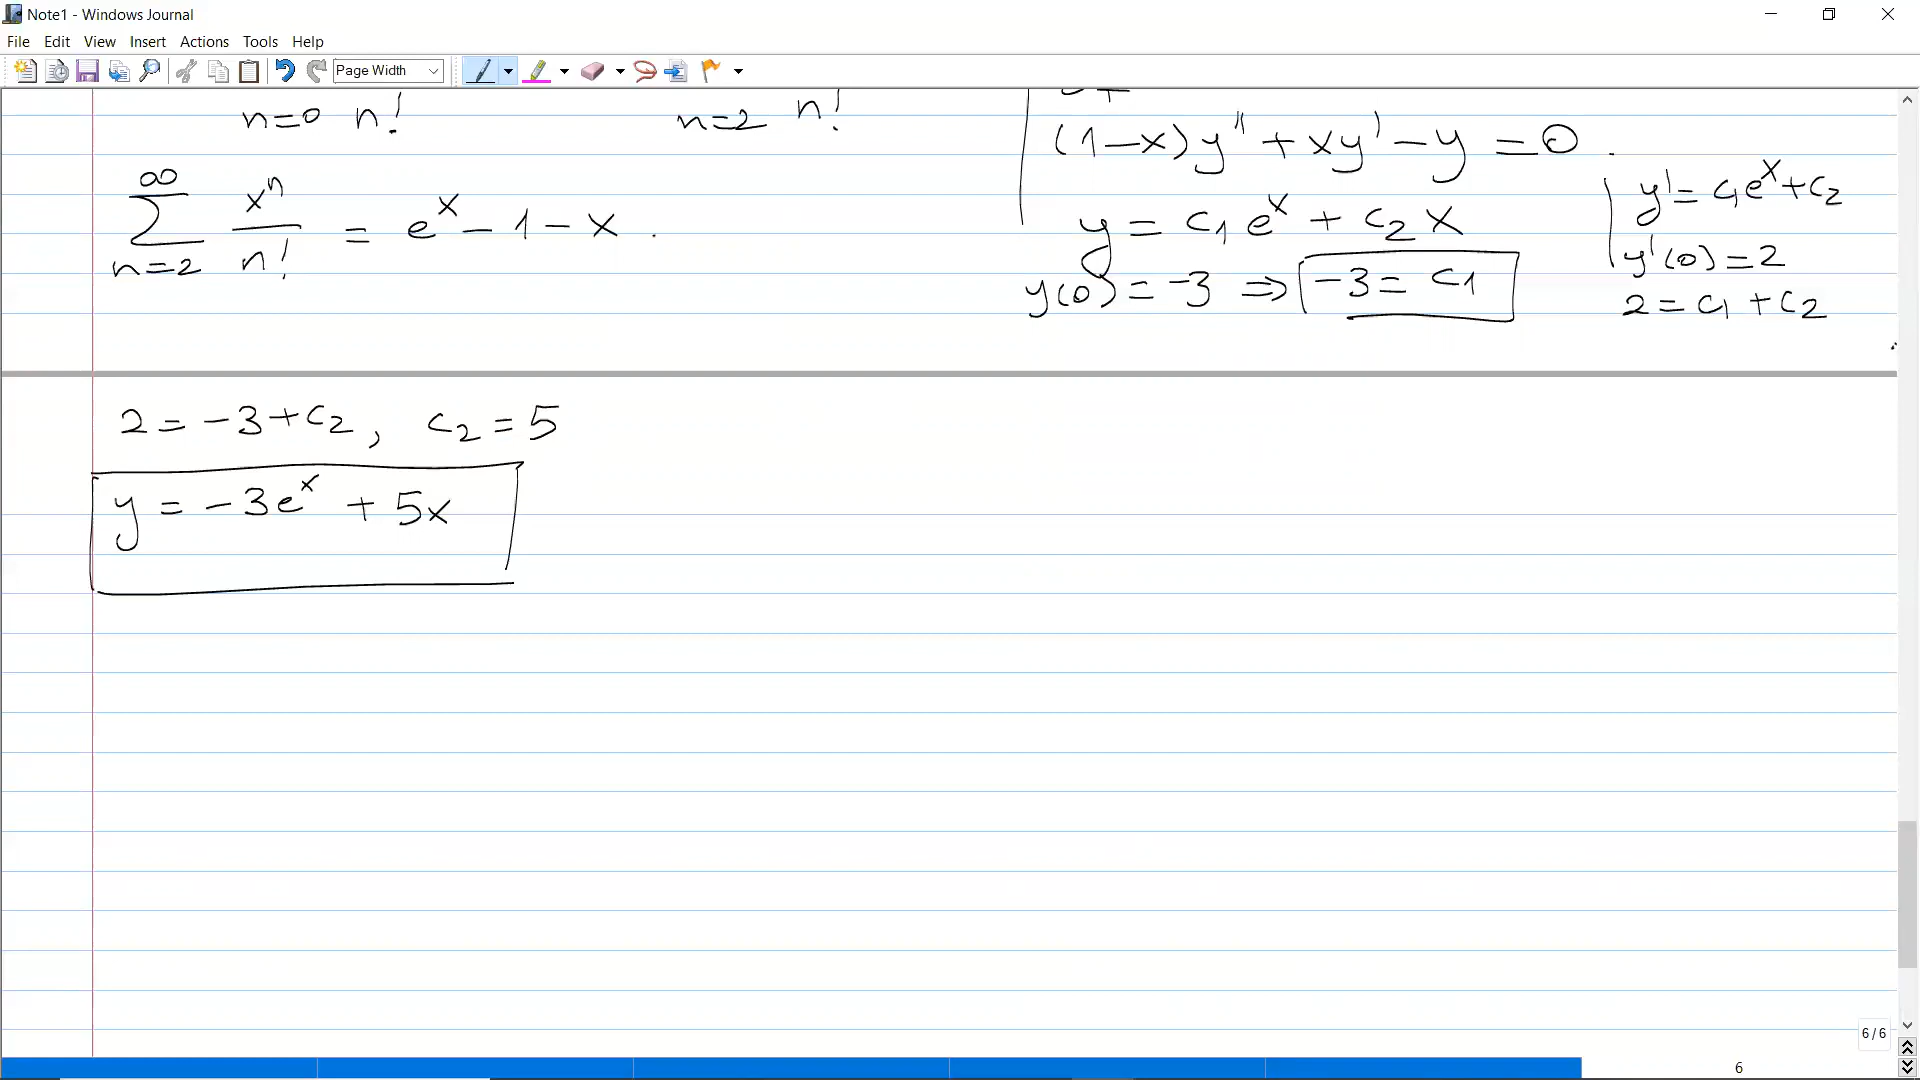 Note1 - Windows Journal
File Edit View Insert Actions Tools Help
Page Width
n=0 n!
n=2 n!
∞
∑ xⁿ/n! = eˣ - 1 - x .
n=2
(1-x)y'' + xy' - y = 0 .
y = c₁eˣ + c₂x
y(0) = -3 ⇒ -3 = c₁
y' = c₁eˣ + c₂
y'(0) = 2
2 = c₁ + c₂
2 = -3 + c₂ , c₂ = 5
y = -3eˣ + 5x
6 / 6
6